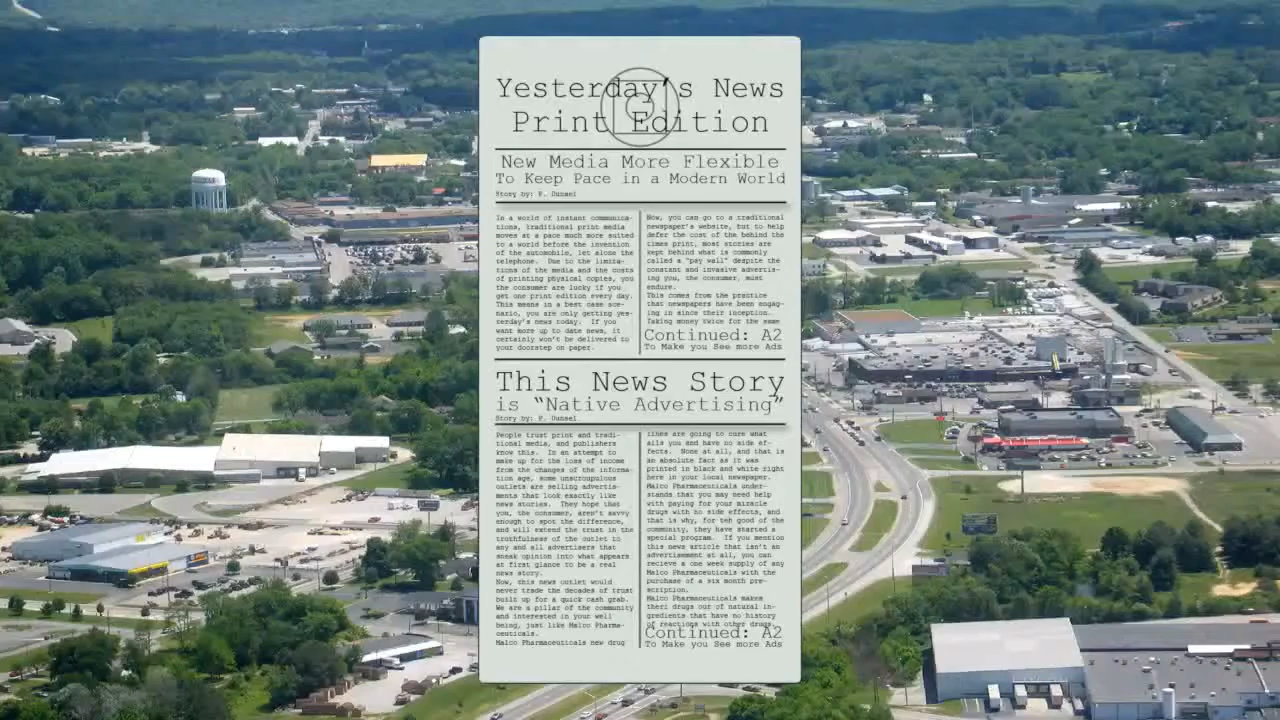 Yesterday's News
Print Edition
New Media More Flexible
To Keep Pace in a Modern World
Story by: P. Dunsel
In a world of instant communica-
tions, traditional print media
moves at a pace much more suited
to a world before the invention
of the automobile, let alone the
telephone. Due to the limita-
tions of the media and the costs
of printing physical copies, you
the consumer are lucky if you
get one print edition every day.
This means in a best case sce-
nario, you are only getting yes-
terday's news today. If you
want more up to date news, it
certainly won't be delivered to
your doorstep on paper.
Now, you can go to a traditional
newspaper's website, but to help
defer the cost of the behind the
times print, most stories are
kept behind what is commonly
called a "pay wall" despite the
constant and invasive advertis-
ing you, the consumer, must
endure.
This comes from the practice
that newspapers have been engag-
ing in since their inception.
Taking money twice for the same
Continued: A2
To Make you See more Ads
This News Story
is "Native Advertising"
Story by: P. Dunsel
People trust print and tradi-
tional media, and publishers
know this. In an attempt to
make up for the loss of income
from the changes of the informa-
tion age, some unscrupulous
outlets are selling advertis-
ments that look exactly like
news stories. They hope that
you, the consumer, aren't savvy
enough to spot the difference,
and will extend the trust in the
truthfulness of the outlet to
any and all advertisers that
sneak opinion into what appears
at first glance to be a real
news story.
Now, this news outlet would
never trade the decades of trust
built up for a quick cash grab.
We are a pillar of the community
and interested in your well
being, just like Malco Pharma-
ceuticals.
Malco Pharmaceuticals new drug
lines are going to cure what
ails you and have no side ef-
fects. None at all, and that is
an absolute fact as it was
printed in black and white right
here in your local newspaper.
Malco Pharmaceuticals under-
stands that you may need help
with paying for your miracle
drugs with no side effects, and
that is why, for teh good of the
community, they have started a
special program. If you mention
this news article that isn't an
advertisement at all, you can
recieve a one week supply of any
Malco Pharmaceuticals with the
purchase of a six month pre-
scription.
Malco Pharmaceuticals makes
theri drugs our of natural in-
gredients that have no history
of reactions with other drugs.
Continued: A2
To Make you See more Ads